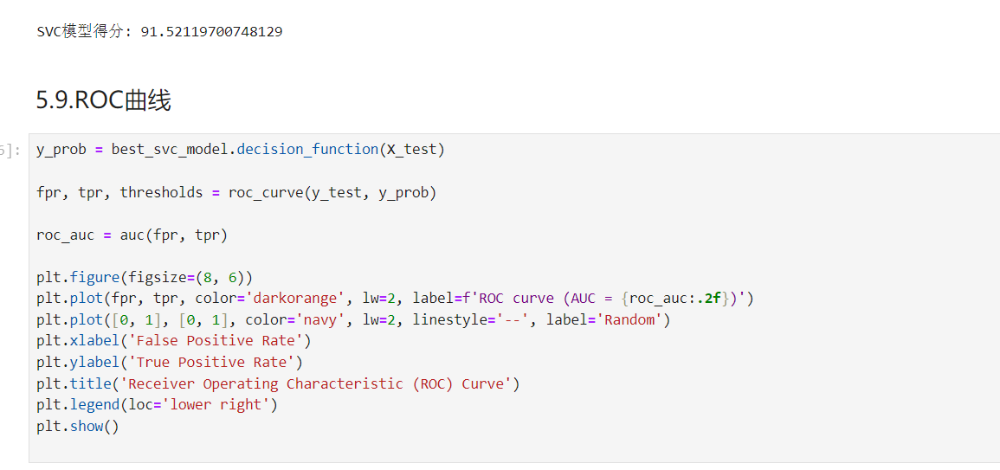 SVC模型得分: 91.52119700748129
5.9.ROC曲线
6]:
y_prob = best_svc_model.decision_function(X_test)
fpr, tpr, thresholds = roc_curve(y_test, y_prob)
roc_auc = auc(fpr, tpr)
plt.figure(figsize=(8, 6))
plt.plot(fpr, tpr, color='darkorange', lw=2, label=f'ROC curve (AUC = {roc_auc:.2f})')
plt.plot([0, 1], [0, 1], color='navy', lw=2, linestyle='--', label='Random')
plt.xlabel('False Positive Rate')
plt.ylabel('True Positive Rate')
plt.title('Receiver Operating Characteristic (ROC) Curve')
plt.legend(loc='lower right')
plt.show()